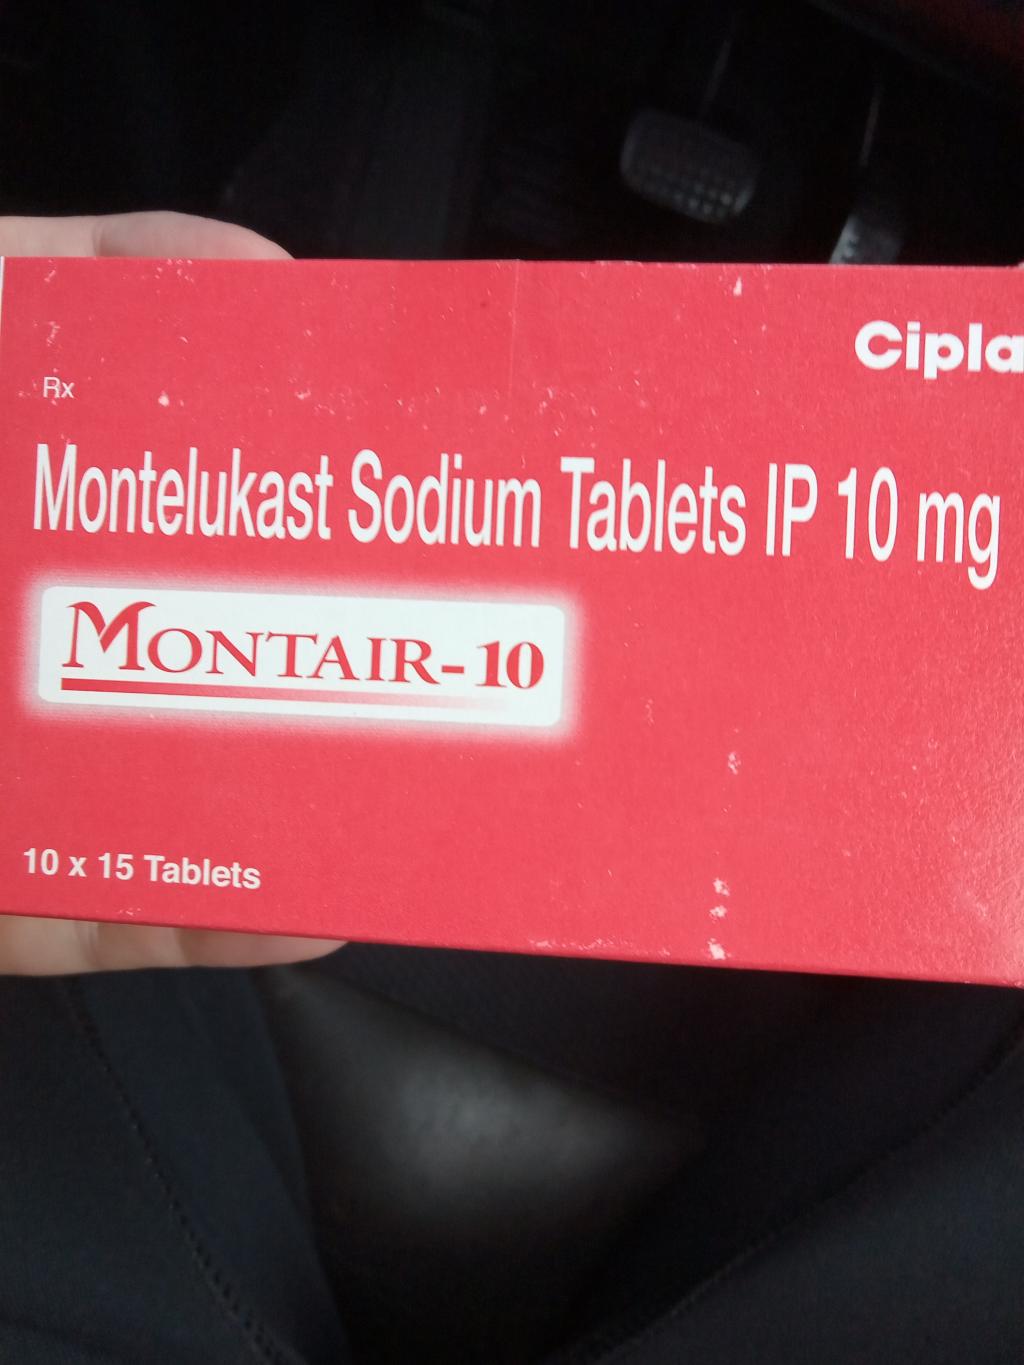 Cipla
Rx
Montelukast Sodium Tablets IP 10 mg
MONTAIR-10
10 x 15 Tablets